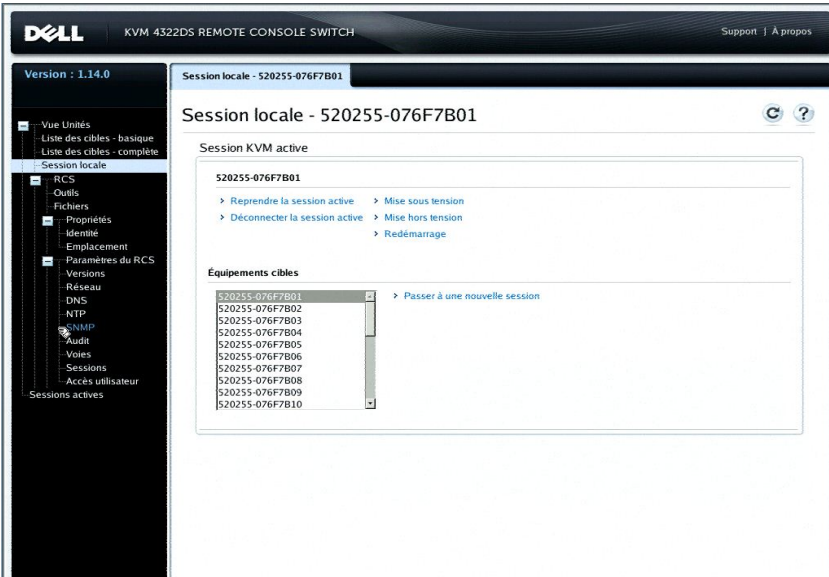 DELL
KVM 4322DS REMOTE CONSOLE SWITCH
Support | À propos
Version : 1.14.0
Vue Unités
Liste des cibles - basique
Liste des cibles - complète
Session locale
RCS
Outils
Fichiers
Propriétés
Identité
Emplacement
Paramètres du RCS
Versions
Réseau
DNS
NTP
SNMP
Audit
Voies
Sessions
Accès utilisateur
Sessions actives
Session locale - 520255-076F7B01
Session locale - 520255-076F7B01
?
Session KVM active
520255-076F7B01
Reprendre la session active
Mise sous tension
Déconnecter la session active
Mise hors tension
Redémarrage
Équipements cibles
520255-076F7B01
Passer à une nouvelle session
520255-076F7B02
520255-076F7B03
520255-076F7B04
520255-076F7B05
520255-076F7B06
520255-076F7B07
520255-076F7B08
520255-076F7B09
520255-076F7B10